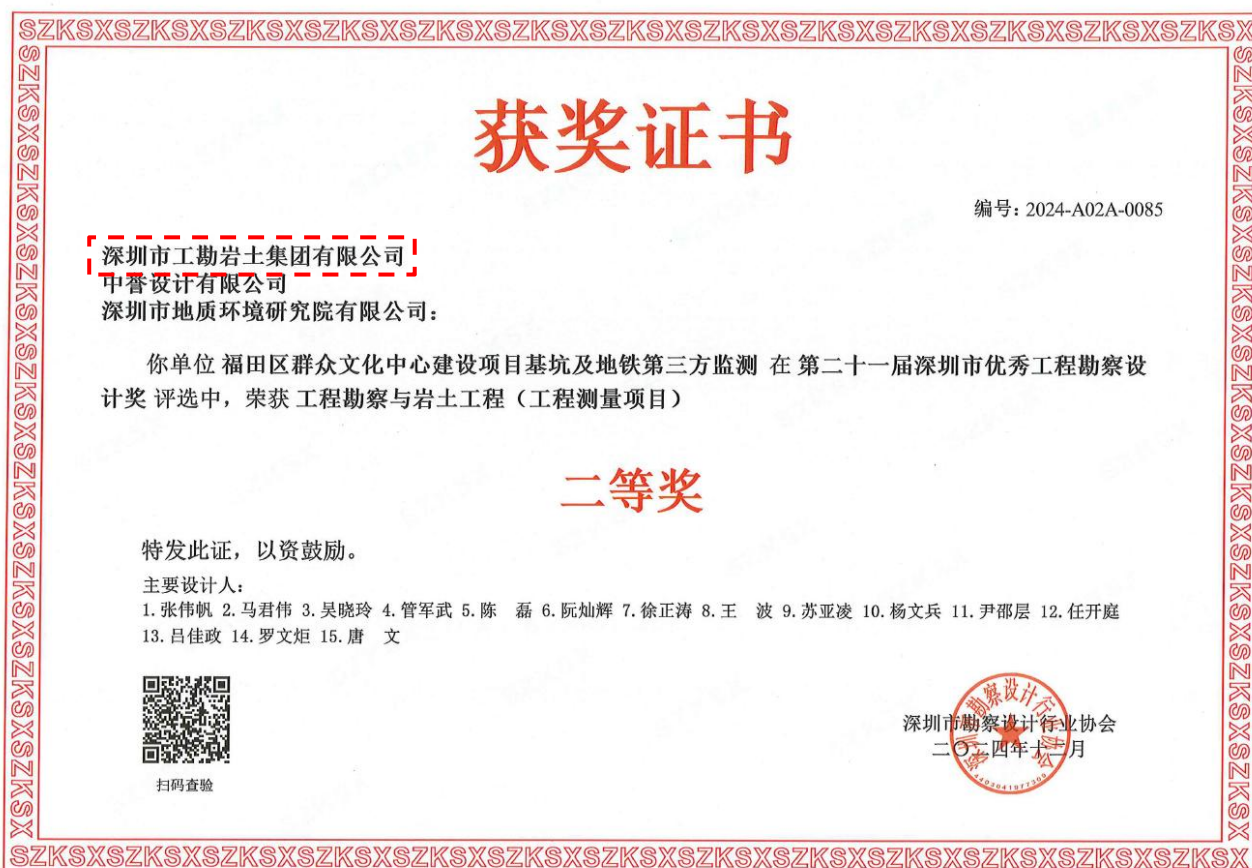 SZKSXSZKSXSZKSXSZKSXSZKSXSZKSXSZKSXSZKSXSZKSXSZKSXSZKSXSZKSXSZKSX
获奖证书
编号：2024-A02A-0085
深圳市工勘岩土集团有限公司
中誉设计有限公司
深圳市地质环境研究院有限公司：
你单位 福田区群众文化中心建设项目基坑及地铁第三方监测 在 第二十一届深圳市优秀工程勘察设
计奖 评选中，荣获 工程勘察与岩土工程（工程测量项目）
二等奖
特发此证，以资鼓励。
主要设计人：
1.张伟帆 2.马君伟 3.吴晓玲 4.管军武 5.陈　磊 6.阮灿辉 7.徐正涛 8.王　波 9.苏亚凌 10.杨文兵 11.尹邵层 12.任开庭
13.吕佳政 14.罗文炬 15.唐　文
深圳市勘察设计行业协会
二〇二四年十二月
扫码查验